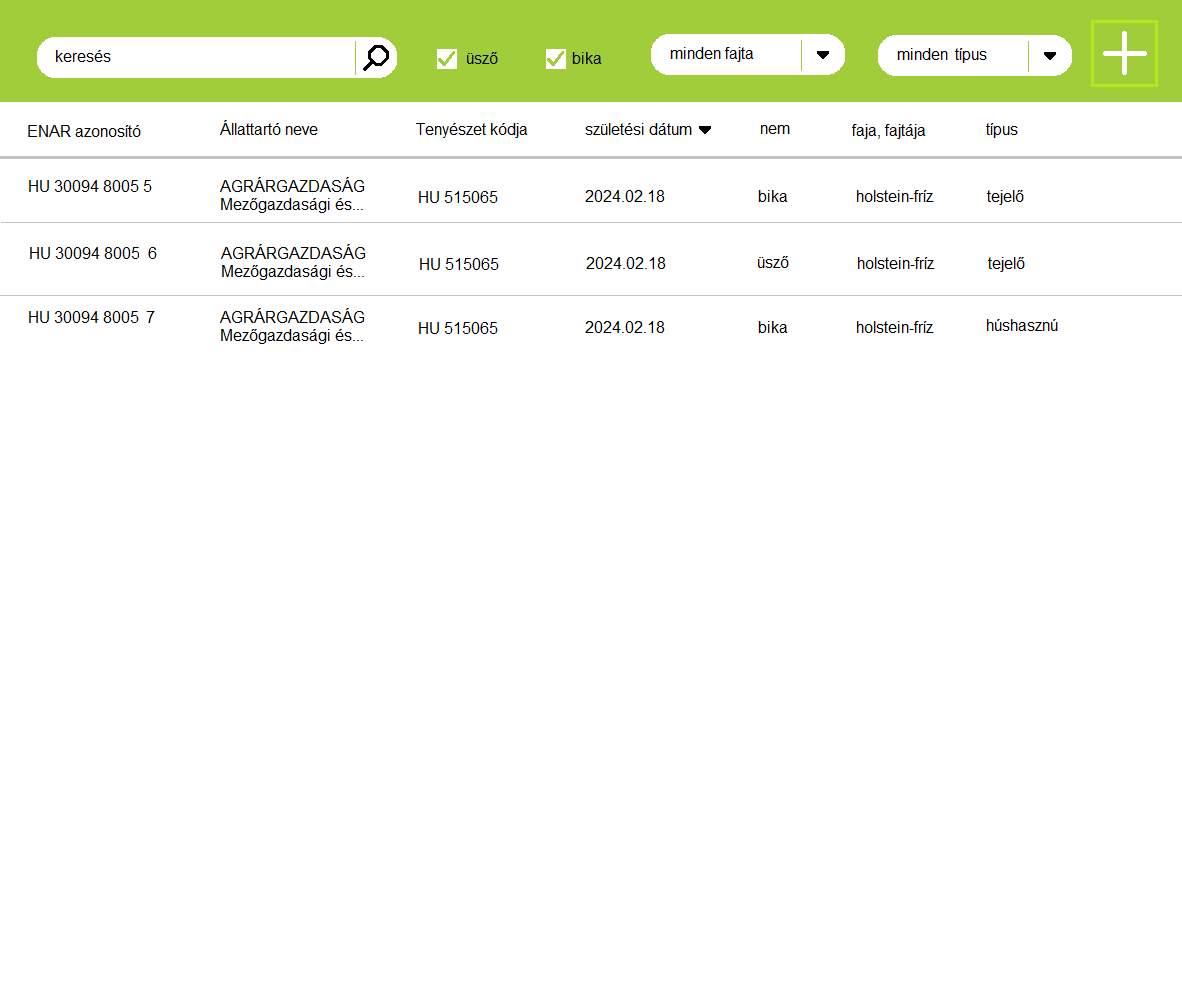 keresés üsző bika minden fajta minden típus
ENAR azonosító Állattartó neve Tenyészet kódja születési dátum nem faja, fajtája típus
HU 30094 8005 5 AGRÁRGAZDASÁG HU 515065 2024.02.18 bika holstein-fríz tejelő
Mezőgazdasági és...
HU 30094 8005 6 AGRÁRGAZDASÁG HU 515065 2024.02.18 üsző holstein-fríz tejelő
Mezőgazdasági és...
HU 30094 8005 7 AGRÁRGAZDASÁG HU 515065 2024.02.18 bika holstein-fríz húshasznú
Mezőgazdasági és...